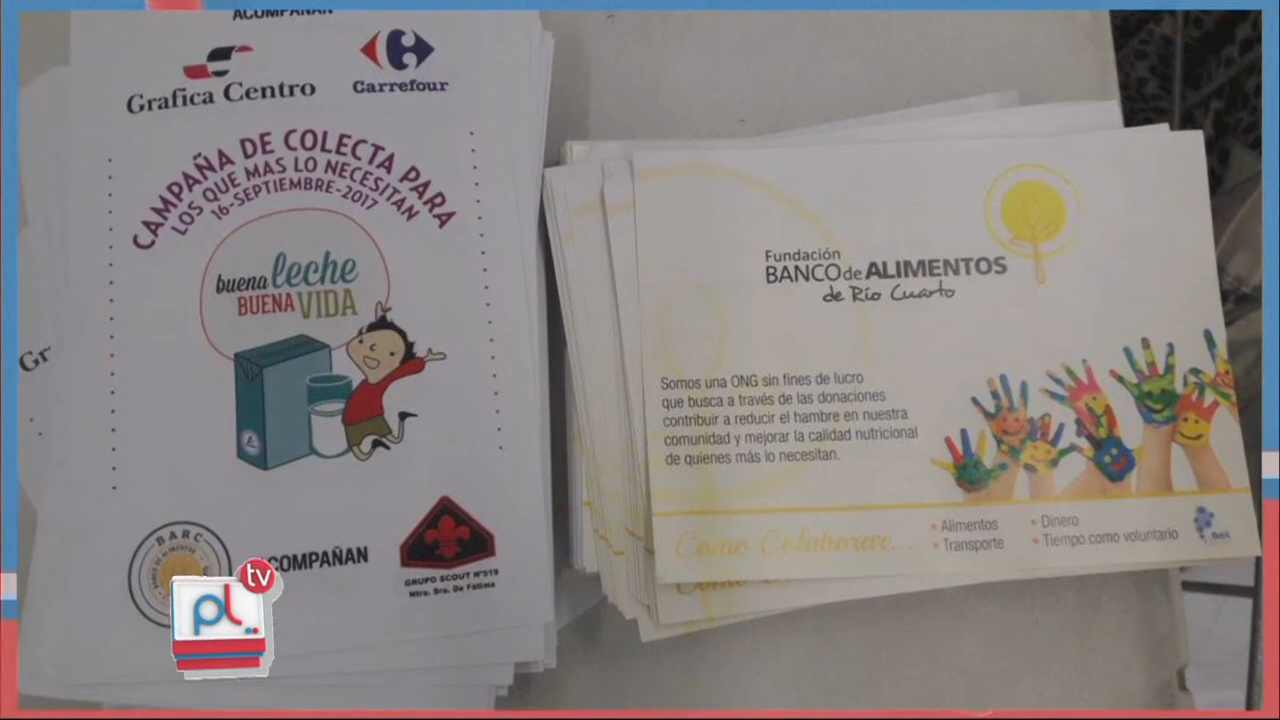 ACOMPAÑAN
Grafica Centro
Carrefour
CAMPAÑA DE COLECTA PARA
LOS QUE MAS LO NECESITAN
16-SEPTIEMBRE-2017
buena leche
BUENA VIDA
BARC
ACOMPAÑAN
GRUPO SCOUT Nº519
Ntra. Sra. De Fátima
Gr
Fundación
BANCO de ALIMENTOS
de Río Cuarto
Somos una ONG sin fines de lucro
que busca a través de las donaciones
contribuir a reducir el hambre en nuestra
comunidad y mejorar la calidad nutricional
de quienes más lo necesitan.
Como Colaborar...
• Alimentos
• Transporte
• Dinero
• Tiempo como voluntario
pl
tv